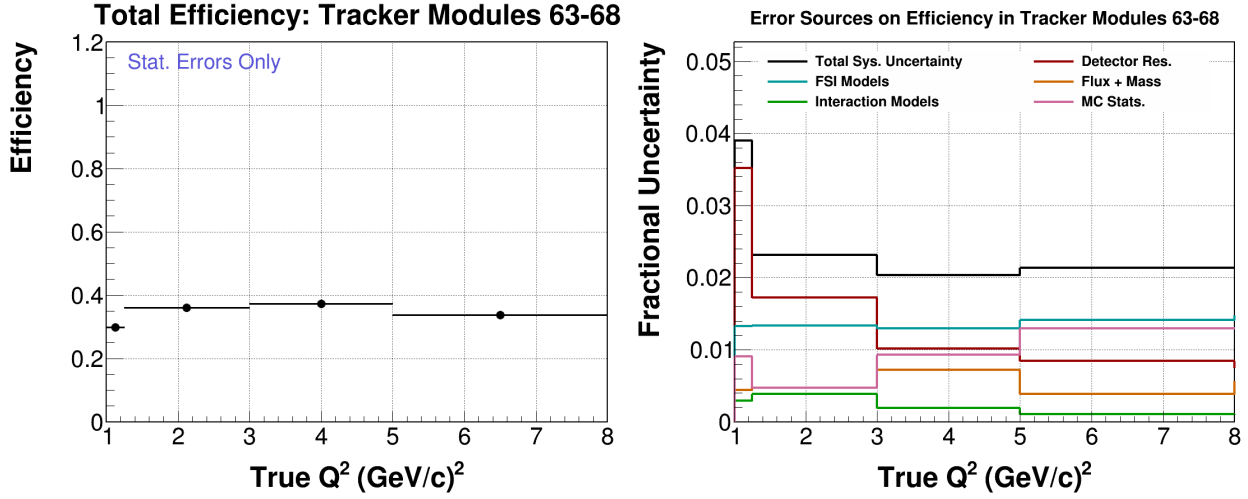 Total Efficiency: Tracker Modules 63-68
Efficiency
Stat. Errors Only
1.2
1
0.8
0.6
0.4
0.2
0
1 2 3 4 5 6 7 8
True Q² (GeV/c)²
Error Sources on Efficiency in Tracker Modules 63-68
Fractional Uncertainty
Total Sys. Uncertainty
FSI Models
Interaction Models
Detector Res.
Flux + Mass
MC Stats.
0.05
0.04
0.03
0.02
0.01
0
1 2 3 4 5 6 7 8
True Q² (GeV/c)²